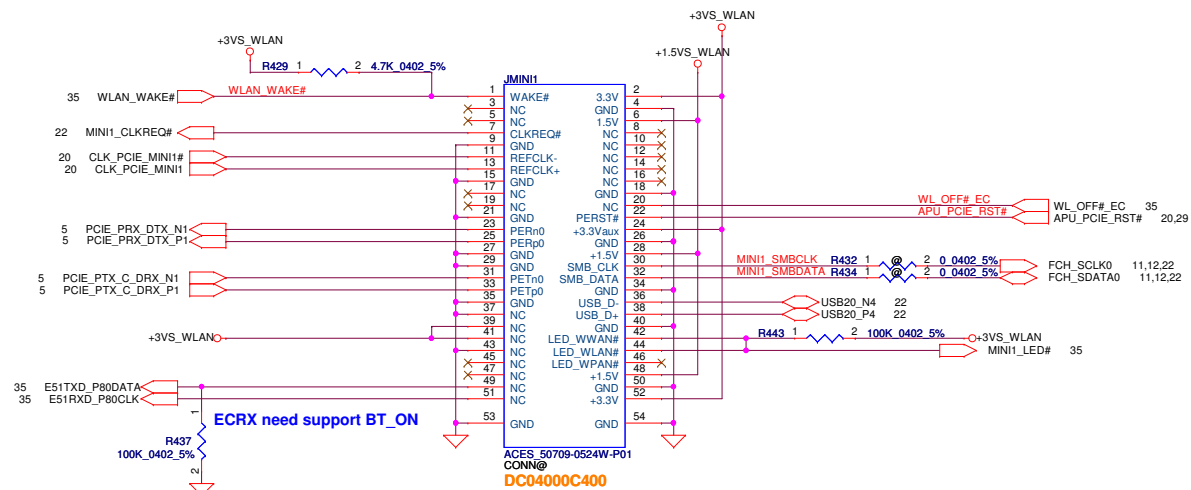 +3VS_WLAN
+3VS_WLAN
+1.5VS_WLAN
R429 1 2 4.7K_0402_5%
JMINI1
35 WLAN_WAKE# WLAN_WAKE# 1 WAKE# 3.3V 2
3 NC GND 4
5 NC 1.5V 6
22 MINI1_CLKREQ# 7 CLKREQ# NC 8
9 GND NC 10
20 CLK_PCIE_MINI1# 11 REFCLK- NC 12
20 CLK_PCIE_MINI1 13 REFCLK+ NC 14
15 GND NC 16
17 NC GND 18
19 NC NC 20 WL_OFF#_EC WL_OFF#_EC 35
21 GND PERST# 22 APU_PCIE_RST# APU_PCIE_RST# 20,29
5 PCIE_PRX_DTX_N1 23 PERn0 +3.3Vaux 24
5 PCIE_PRX_DTX_P1 25 PERp0 GND 26
27 GND +1.5V 28
29 GND SMB_CLK 30 MINI1_SMBCLK R432 1 @ 2 0_0402_5% FCH_SCLK0 11,12,22
5 PCIE_PTX_C_DRX_N1 31 PETn0 SMB_DATA 32 MINI1_SMBDATA R434 1 @ 2 0_0402_5% FCH_SDATA0 11,12,22
5 PCIE_PTX_C_DRX_P1 33 PETp0 GND 34
35 GND USB_D- 36 USB20_N4 22
37 NC USB_D+ 38 USB20_P4 22
39 NC GND 40
+3VS_WLAN 41 NC LED_WWAN# 42 R443 1 2 100K_0402_5% +3VS_WLAN
43 NC LED_WLAN# 44 MINI1_LED# 35
45 NC LED_WPAN# 46
47 NC +1.5V 48
35 E51TXD_P80DATA 49 NC GND 50
35 E51RXD_P80CLK 51 NC +3.3V 52
53 GND GND 54
1
ECRX need support BT_ON
R437
100K_0402_5%
2
ACES_50709-0524W-P01
CONN@
DC04000C400